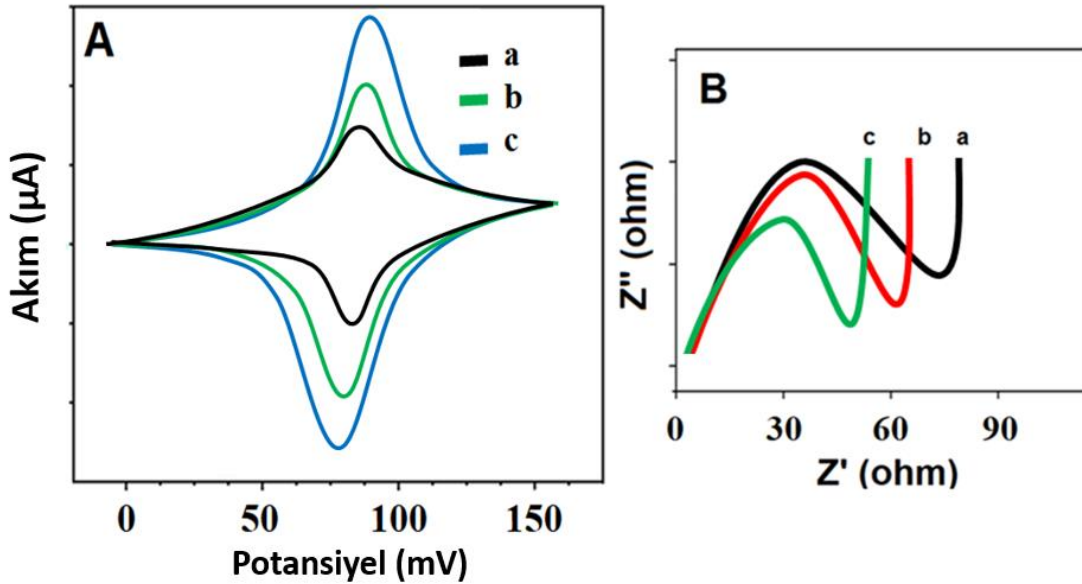 A
a
b
c
Akım (µA)
0 50 100 150
Potansiyel (mV)
B
c b a
Z" (ohm)
0 30 60 90
Z' (ohm)